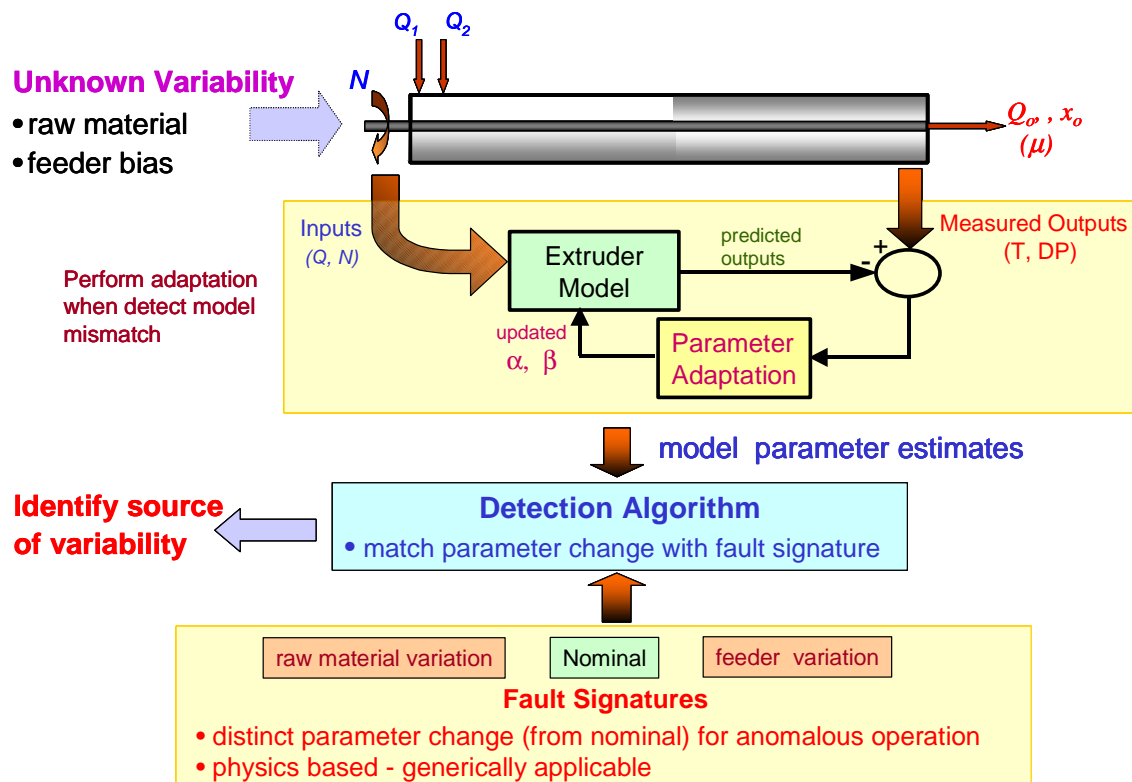 Q1 Q2
Unknown Variability
N
• raw material
• feeder bias
Qo, , xo
(μ)
Inputs
(Q, N)
Measured Outputs
(T, DP)
Extruder
Model
predicted
outputs
+
-
Perform adaptation
when detect model
mismatch
updated
α, β
Parameter
Adaptation
model parameter estimates
Identify source
of variability
Detection Algorithm
• match parameter change with fault signature
raw material variation
Nominal
feeder variation
Fault Signatures
• distinct parameter change (from nominal) for anomalous operation
• physics based - generically applicable